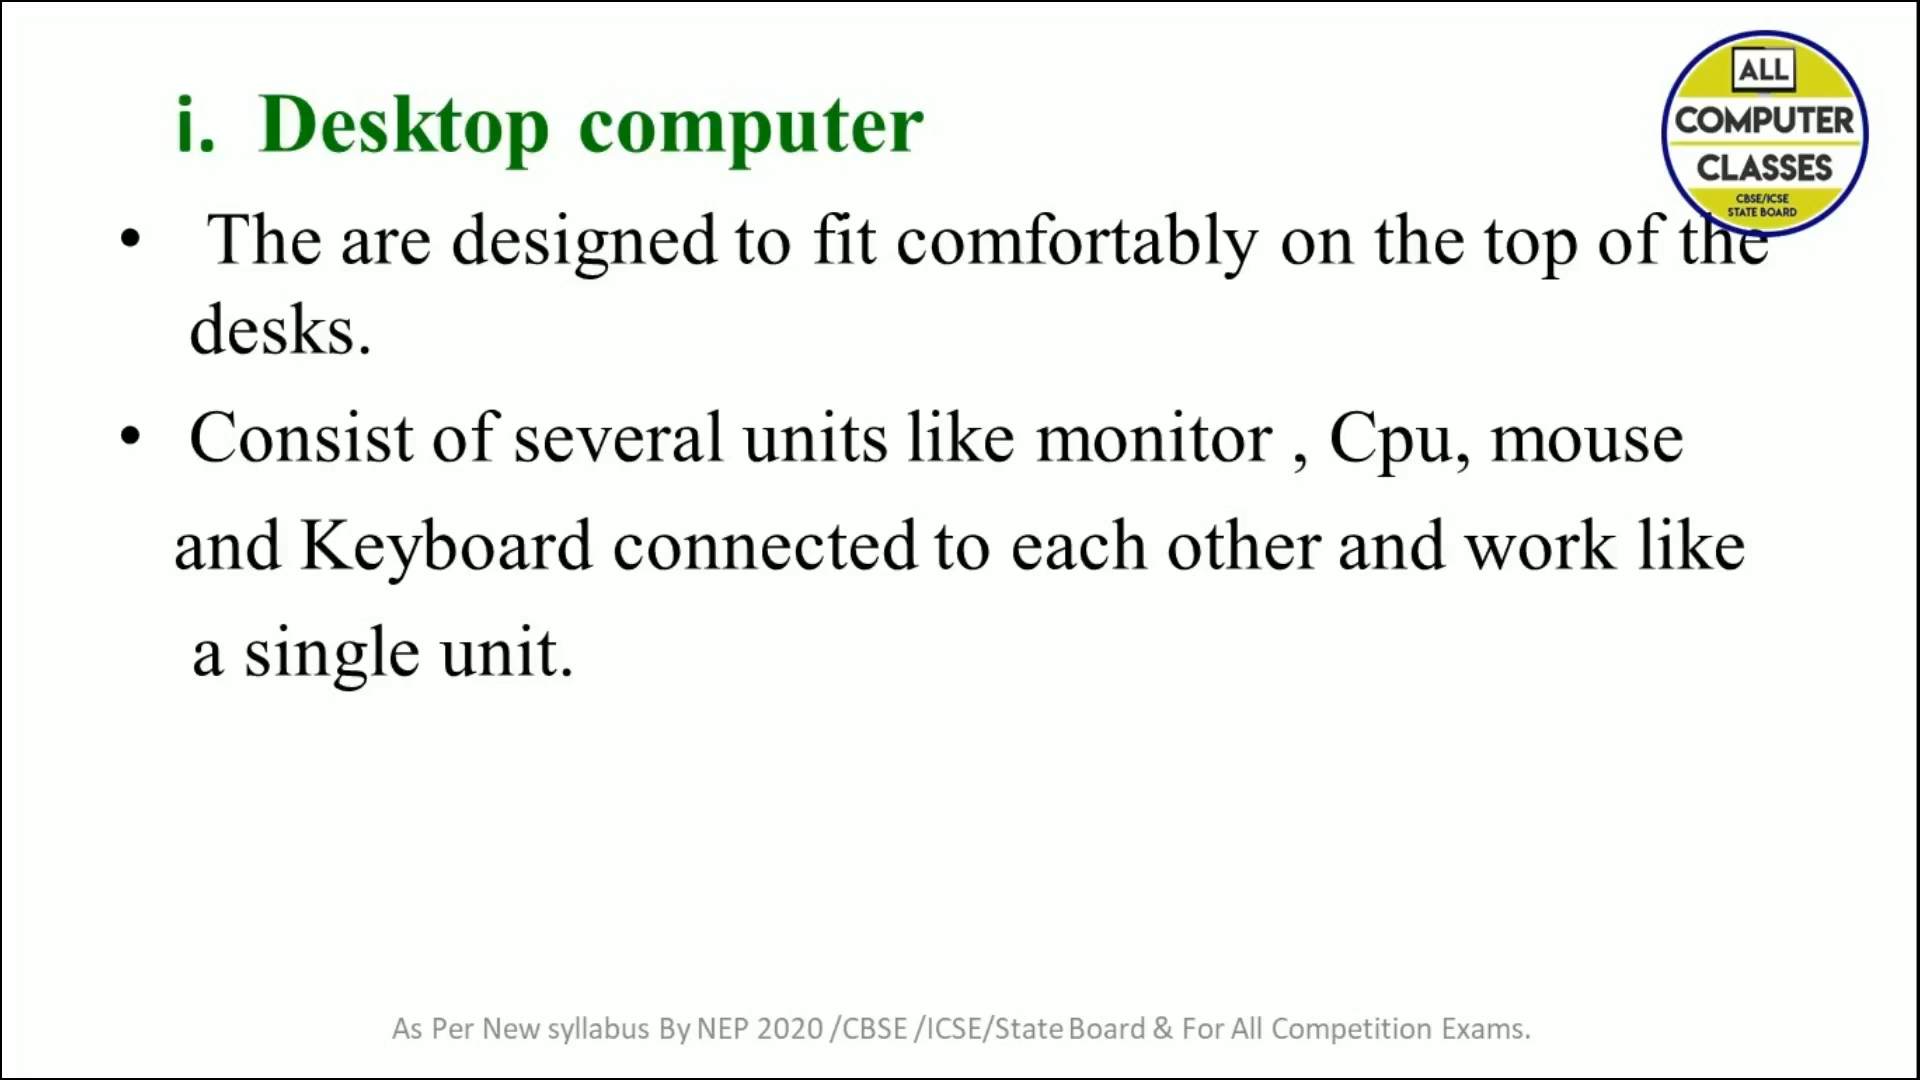 i. Desktop computer
ALL
COMPUTER
CLASSES
CBSE/ICSE
STATE BOARD
• The are designed to fit comfortably on the top of the
desks.
• Consist of several units like monitor , Cpu, mouse
and Keyboard connected to each other and work like
a single unit.
As Per New syllabus By NEP 2020 /CBSE /ICSE/State Board & For All Competition Exams.